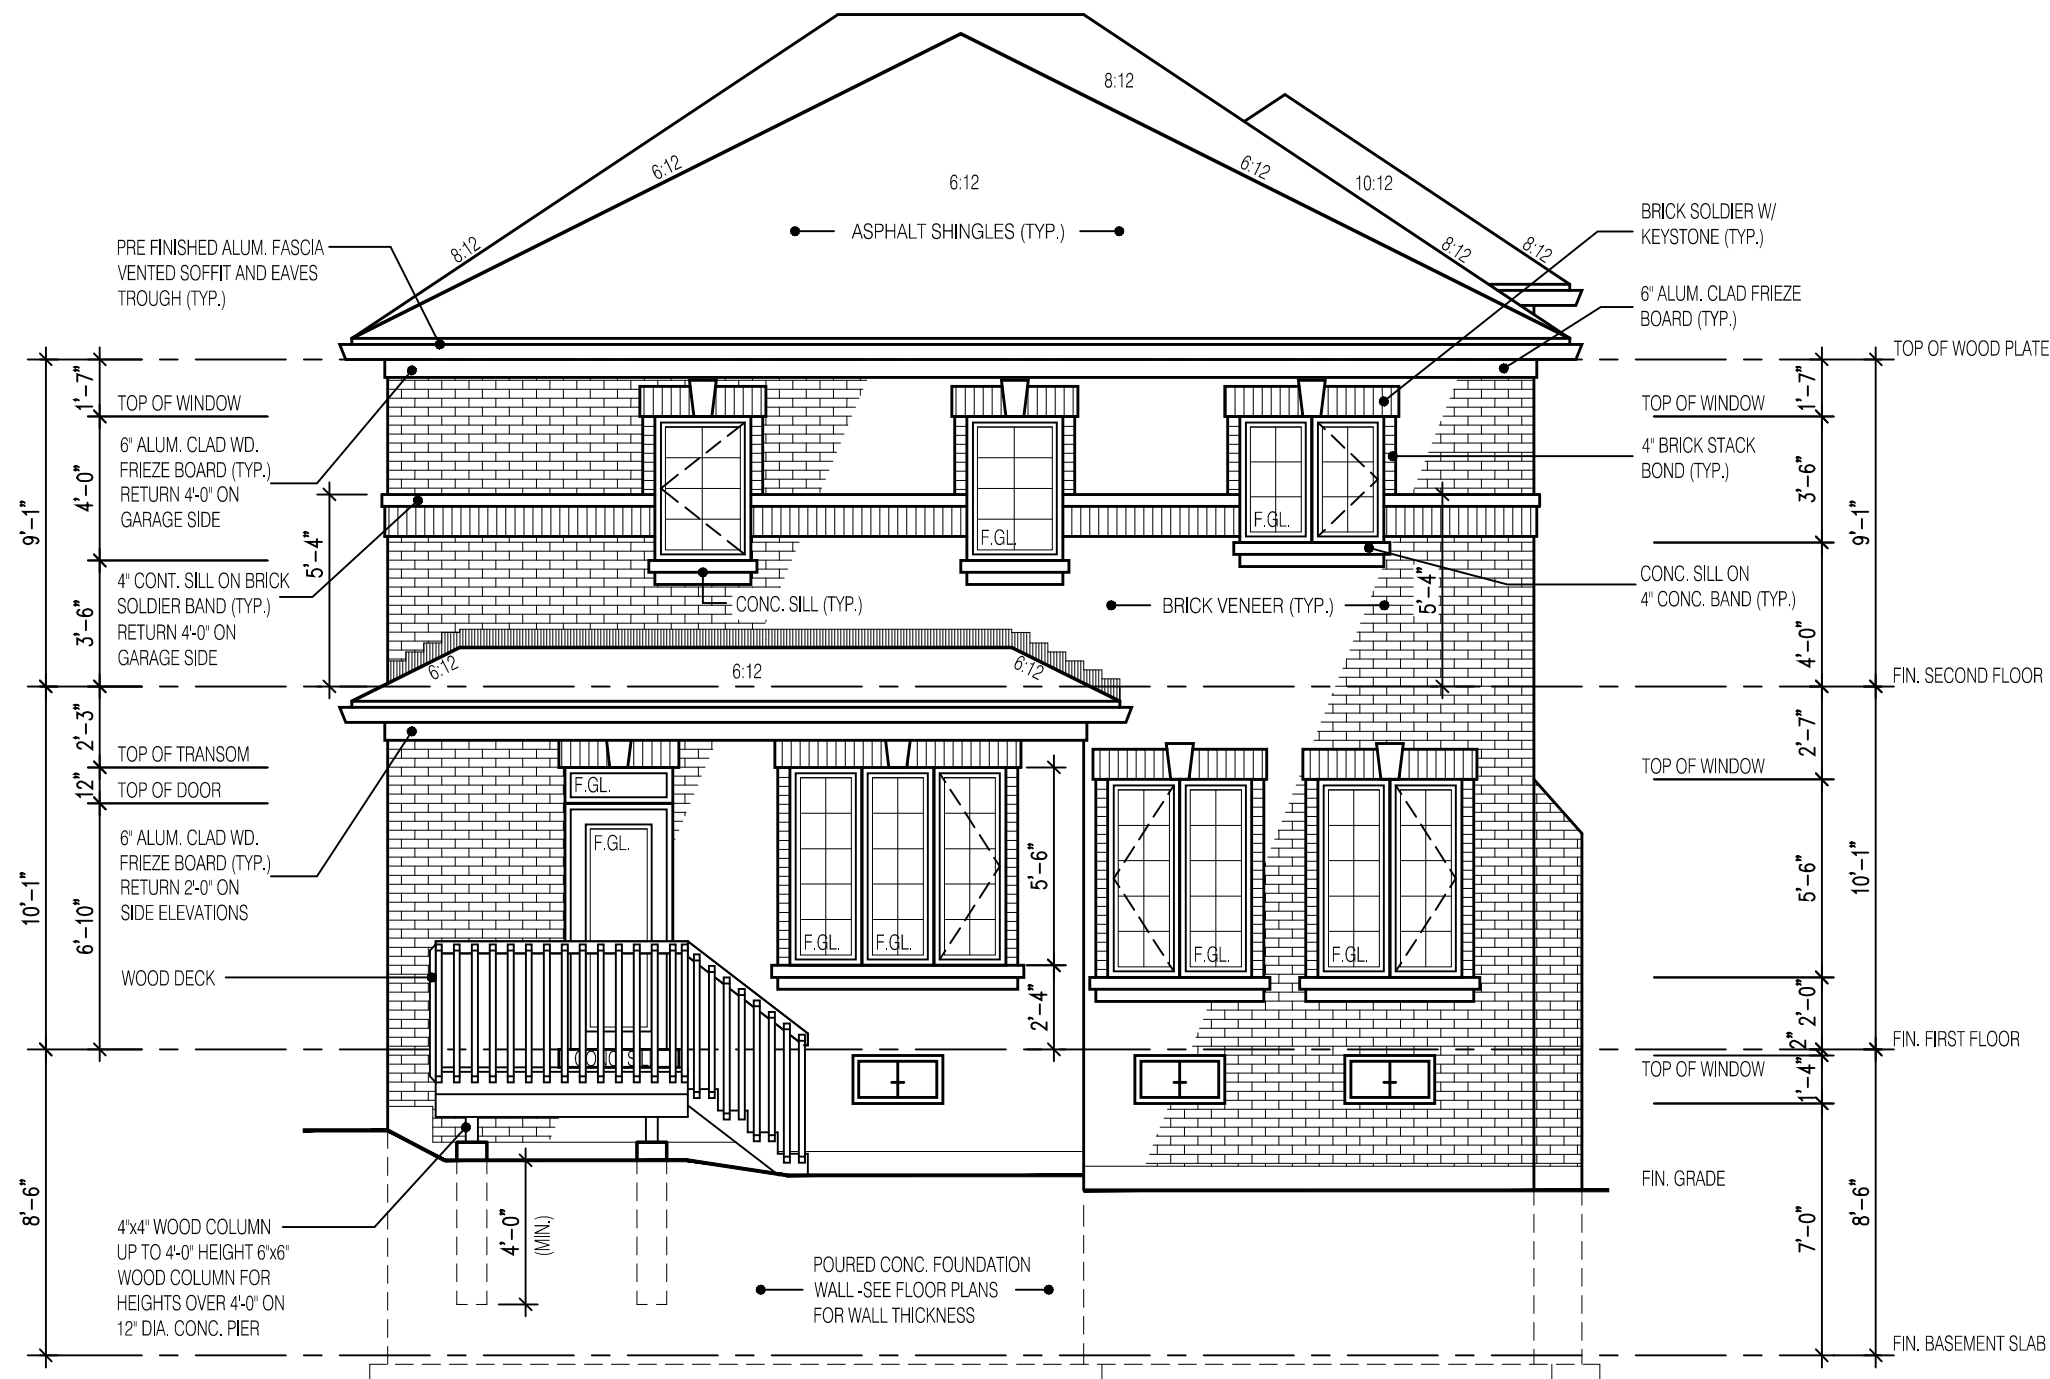 8:12
6:12
6:12
6:12
10:12
8:12
8:12
8:12
ASPHALT SHINGLES (TYP.)
BRICK SOLDIER W/
KEYSTONE (TYP.)
PRE FINISHED ALUM. FASCIA
VENTED SOFFIT AND EAVES
TROUGH (TYP.)
6" ALUM. CLAD FRIEZE
BOARD (TYP.)
TOP OF WOOD PLATE
1'-7"
1'-7"
TOP OF WINDOW
TOP OF WINDOW
6" ALUM. CLAD WD.
FRIEZE BOARD (TYP.)
RETURN 4'-0" ON
GARAGE SIDE
4" BRICK STACK
BOND (TYP.)
4'-0"
3'-6"
9'-1"
9'-1"
F.GL.
F.GL.
5'-4"
5'-4"
4" CONT. SILL ON BRICK
SOLDIER BAND (TYP.)
RETURN 4'-0" ON
GARAGE SIDE
CONC. SILL ON
4" CONC. BAND (TYP.)
CONC. SILL (TYP.)
BRICK VENEER (TYP.)
3'-6"
4'-0"
6:12
6:12
6:12
FIN. SECOND FLOOR
2'-3"
2'-7"
TOP OF TRANSOM
TOP OF WINDOW
12"
TOP OF DOOR
F.GL.
F.GL.
6" ALUM. CLAD WD.
FRIEZE BOARD (TYP.)
RETURN 2'-0" ON
SIDE ELEVATIONS
5'-6"
5'-6"
10'-1"
10'-1"
6'-10"
F.GL.
F.GL.
F.GL.
F.GL.
WOOD DECK
2'-4"
2'-0"
2"
FIN. FIRST FLOOR
TOP OF WINDOW
1'-4"
FIN. GRADE
8'-6"
8'-6"
7'-0"
4'-0"
(MIN.)
4"x4" WOOD COLUMN
UP TO 4'-0" HEIGHT 6"x6"
WOOD COLUMN FOR
HEIGHTS OVER 4'-0" ON
12" DIA. CONC. PIER
POURED CONC. FOUNDATION
WALL -SEE FLOOR PLANS
FOR WALL THICKNESS
FIN. BASEMENT SLAB